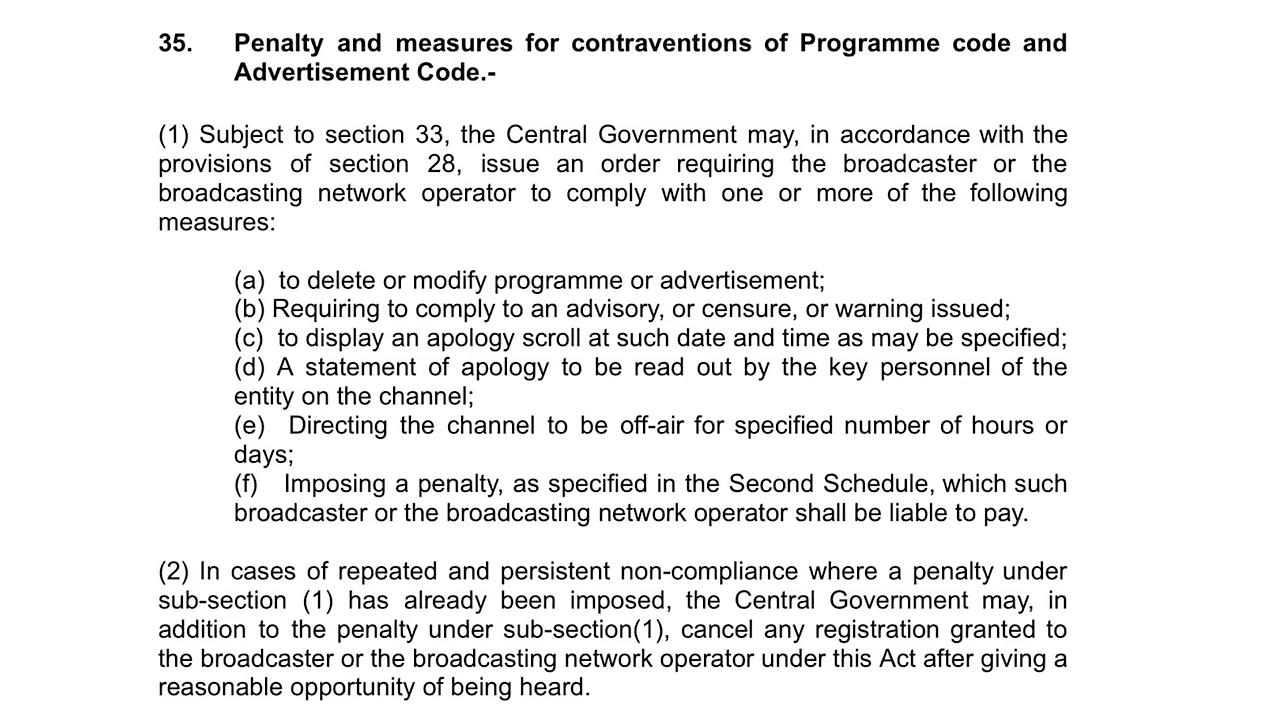 35. Penalty and measures for contraventions of Programme code and
Advertisement Code.-
(1) Subject to section 33, the Central Government may, in accordance with the
provisions of section 28, issue an order requiring the broadcaster or the
broadcasting network operator to comply with one or more of the following
measures:
(a) to delete or modify programme or advertisement;
(b) Requiring to comply to an advisory, or censure, or warning issued;
(c) to display an apology scroll at such date and time as may be specified;
(d) A statement of apology to be read out by the key personnel of the
entity on the channel;
(e) Directing the channel to be off-air for specified number of hours or
days;
(f) Imposing a penalty, as specified in the Second Schedule, which such
broadcaster or the broadcasting network operator shall be liable to pay.
(2) In cases of repeated and persistent non-compliance where a penalty under
sub-section (1) has already been imposed, the Central Government may, in
addition to the penalty under sub-section(1), cancel any registration granted to
the broadcaster or the broadcasting network operator under this Act after giving a
reasonable opportunity of being heard.